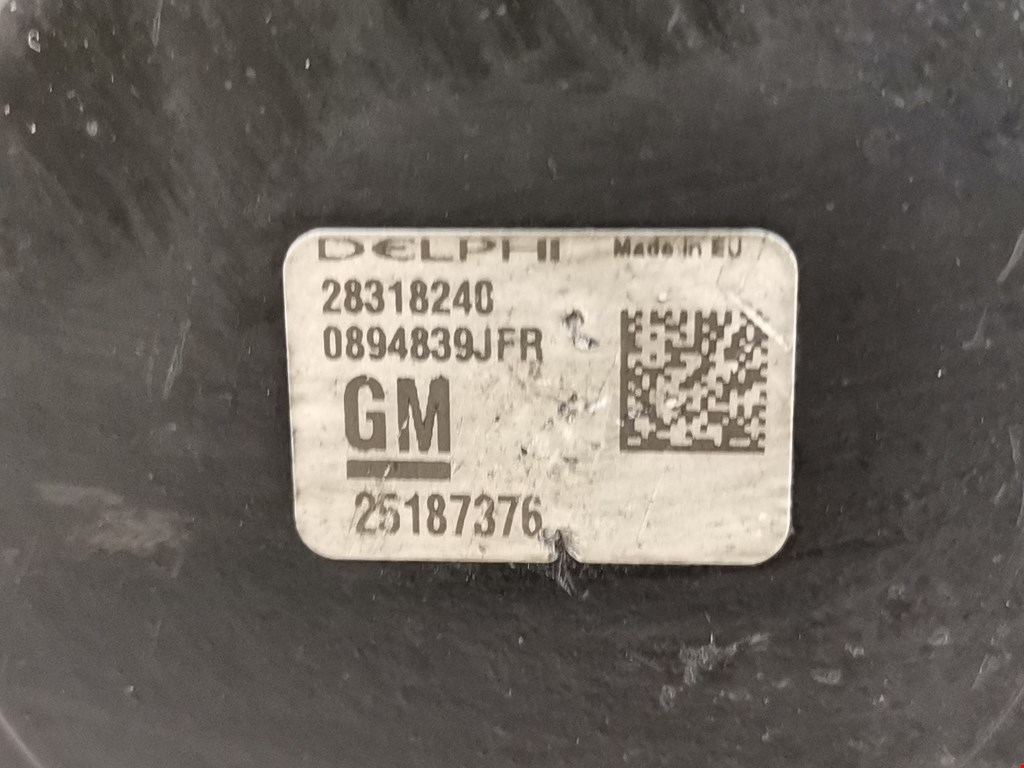 DELPHI Made in EU
28318240
0894839JFR
GM
25187376